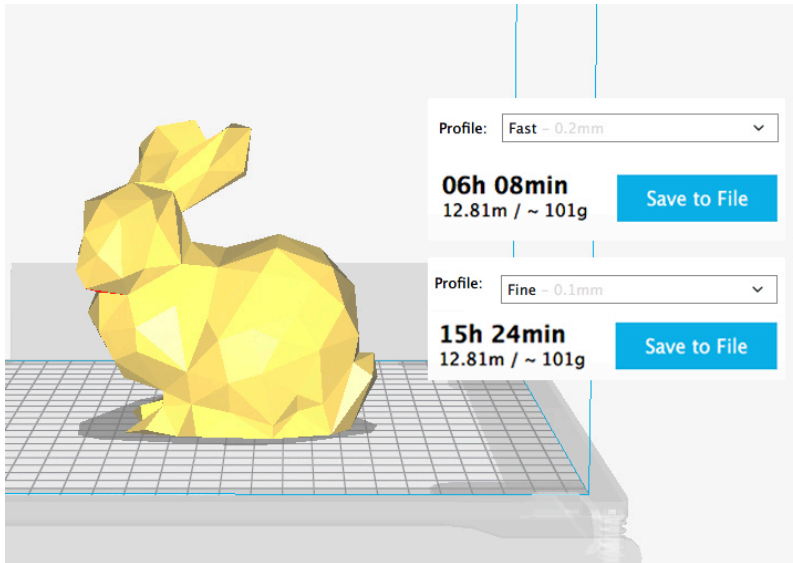 Profile: Fast – 0.2mm
06h 08min
12.81m / ~ 101g
Save to File
Profile: Fine – 0.1mm
15h 24min
12.81m / ~ 101g
Save to File